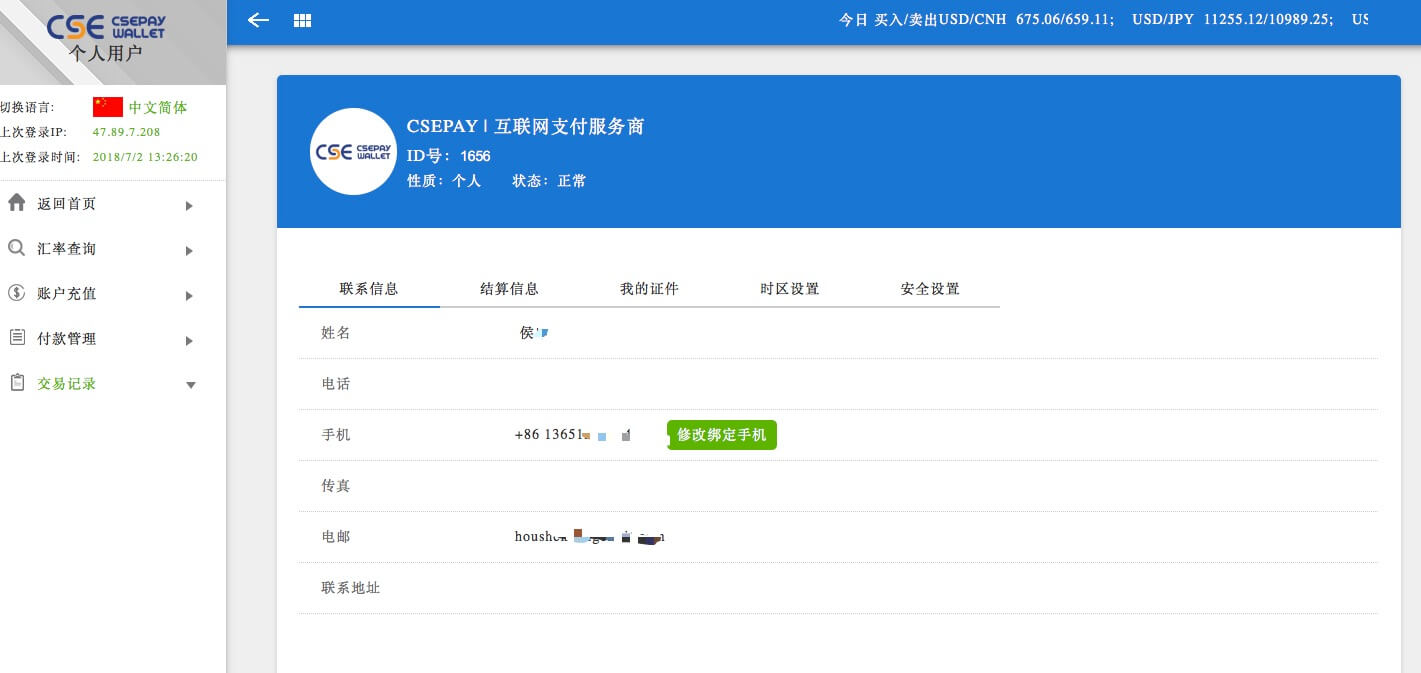 CSE CSEPAY WALLET
个人用户
今日 买入/卖出USD/CNH 675.06/659.11; USD/JPY 11255.12/10989.25; US
切换语言: 中文简体
上次登录IP: 47.89.7.208
上次登录时间: 2018/7/2 13:26:20
返回首页
汇率查询
账户充值
付款管理
交易记录
CSE CSEPAY WALLET
CSEPAY | 互联网支付服务商
ID号: 1656
性质: 个人 状态: 正常
联系信息 结算信息 我的证件 时区设置 安全设置
姓名 侯
电话
手机 +86 13651 修改绑定手机
传真
电邮
联系地址